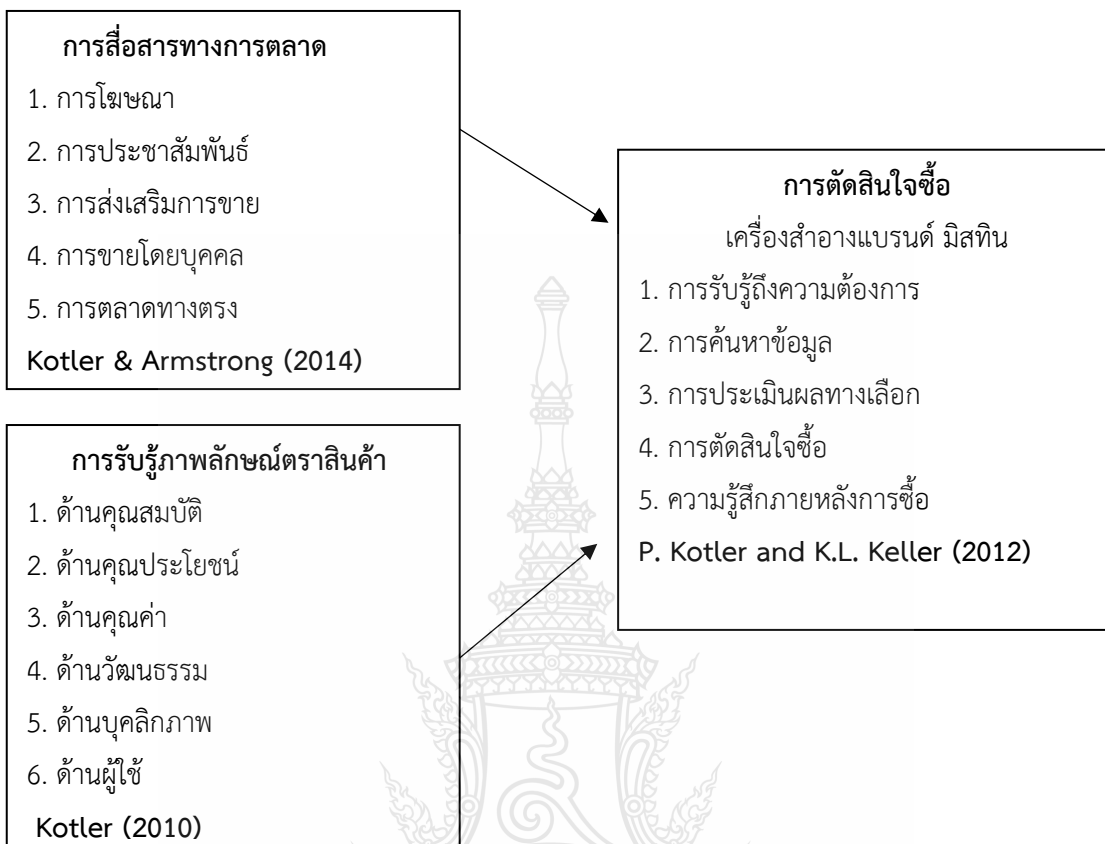 การสื่อสารทางการตลาด
1. การโฆษณา
2. การประชาสัมพันธ์
3. การส่งเสริมการขาย
4. การขายโดยบุคคล
5. การตลาดทางตรง
Kotler & Armstrong (2014)
การรับรู้ภาพลักษณ์ตราสินค้า
1. ด้านคุณสมบัติ
2. ด้านคุณประโยชน์
3. ด้านคุณค่า
4. ด้านวัฒนธรรม
5. ด้านบุคลิกภาพ
6. ด้านผู้ใช้
Kotler (2010)
การตัดสินใจซื้อ
เครื่องสำอางแบรนด์ มิสทิน
1. การรับรู้ถึงความต้องการ
2. การค้นหาข้อมูล
3. การประเมินผลทางเลือก
4. การตัดสินใจซื้อ
5. ความรู้สึกภายหลังการซื้อ
P. Kotler and K.L. Keller (2012)